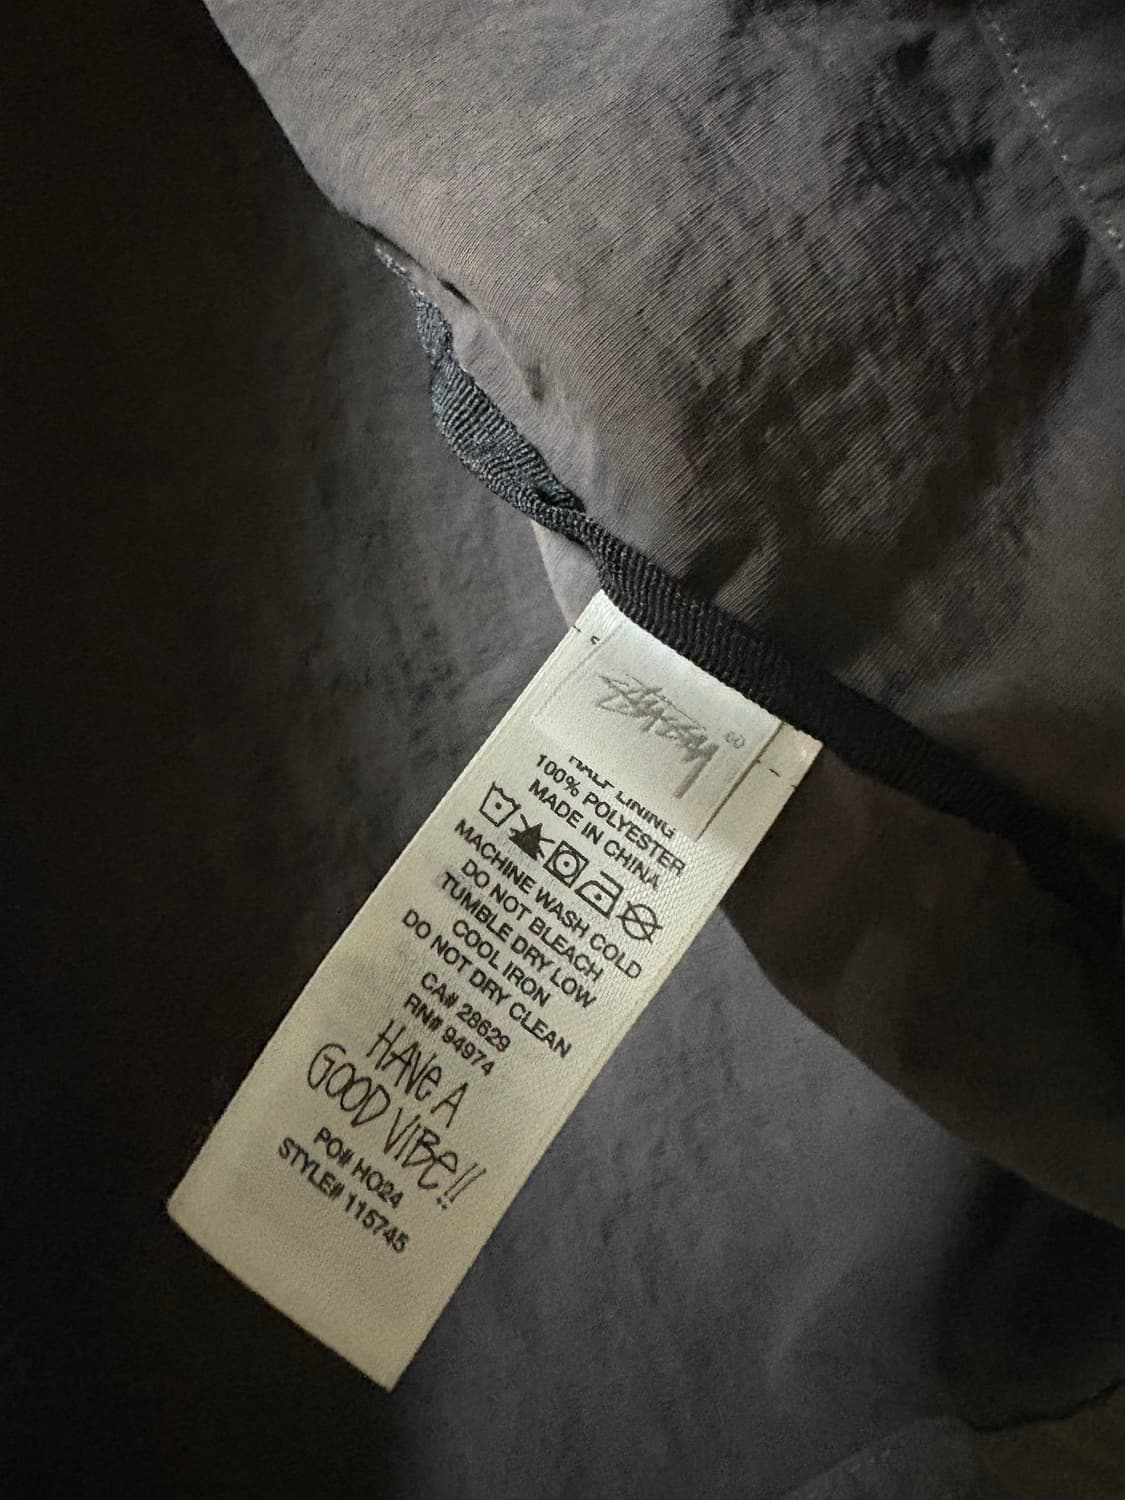 Stüssy ®
HALF LINING
100% POLYESTER
MADE IN CHINA
MACHINE WASH COLD
DO NOT BLEACH
TUMBLE DRY LOW
COOL IRON
DO NOT DRY CLEAN
CA# 28629
RN# 94974
HAVE A
GOOD VIBE!!
PO# HO24
STYLE# 115745